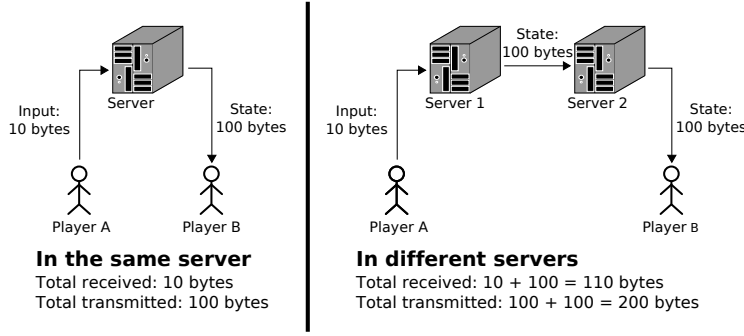 Server
Input:
10 bytes
State:
100 bytes
Player A
Player B
In the same server
Total received: 10 bytes
Total transmitted: 100 bytes
State:
100 bytes
Server 1
Server 2
Input:
10 bytes
State:
100 bytes
Player A
Player B
In different servers
Total received: 10 + 100 = 110 bytes
Total transmitted: 100 + 100 = 200 bytes